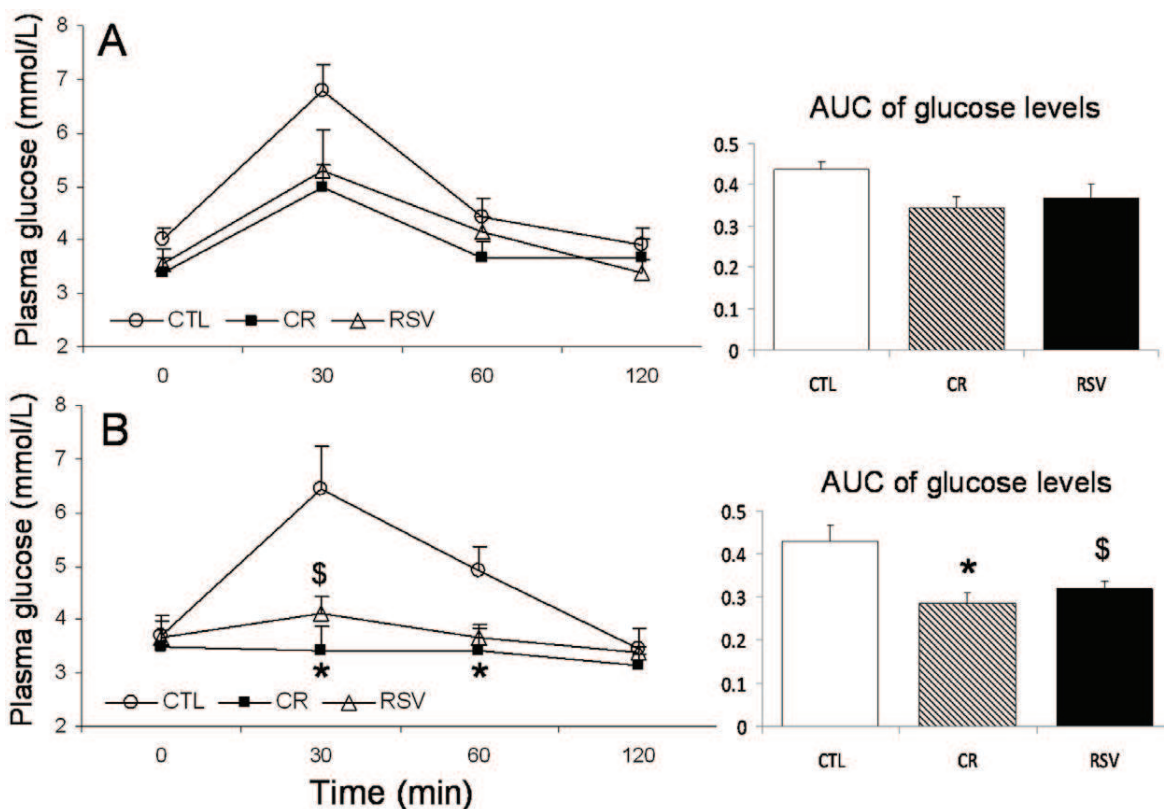 A
Plasma glucose (mmol/L)
8
7
6
5
4
3
2
CTL CR RSV
0 30 60 120
AUC of glucose levels
0.5
0.4
0.3
0.2
0.1
0
CTL CR RSV
B
Plasma glucose (mmol/L)
8
7
6
5
4
3
2
$
* *
CTL CR RSV
0 30 60 120
Time (min)
AUC of glucose levels
0.5
0.4
0.3
0.2
0.1
0
* $
CTL CR RSV